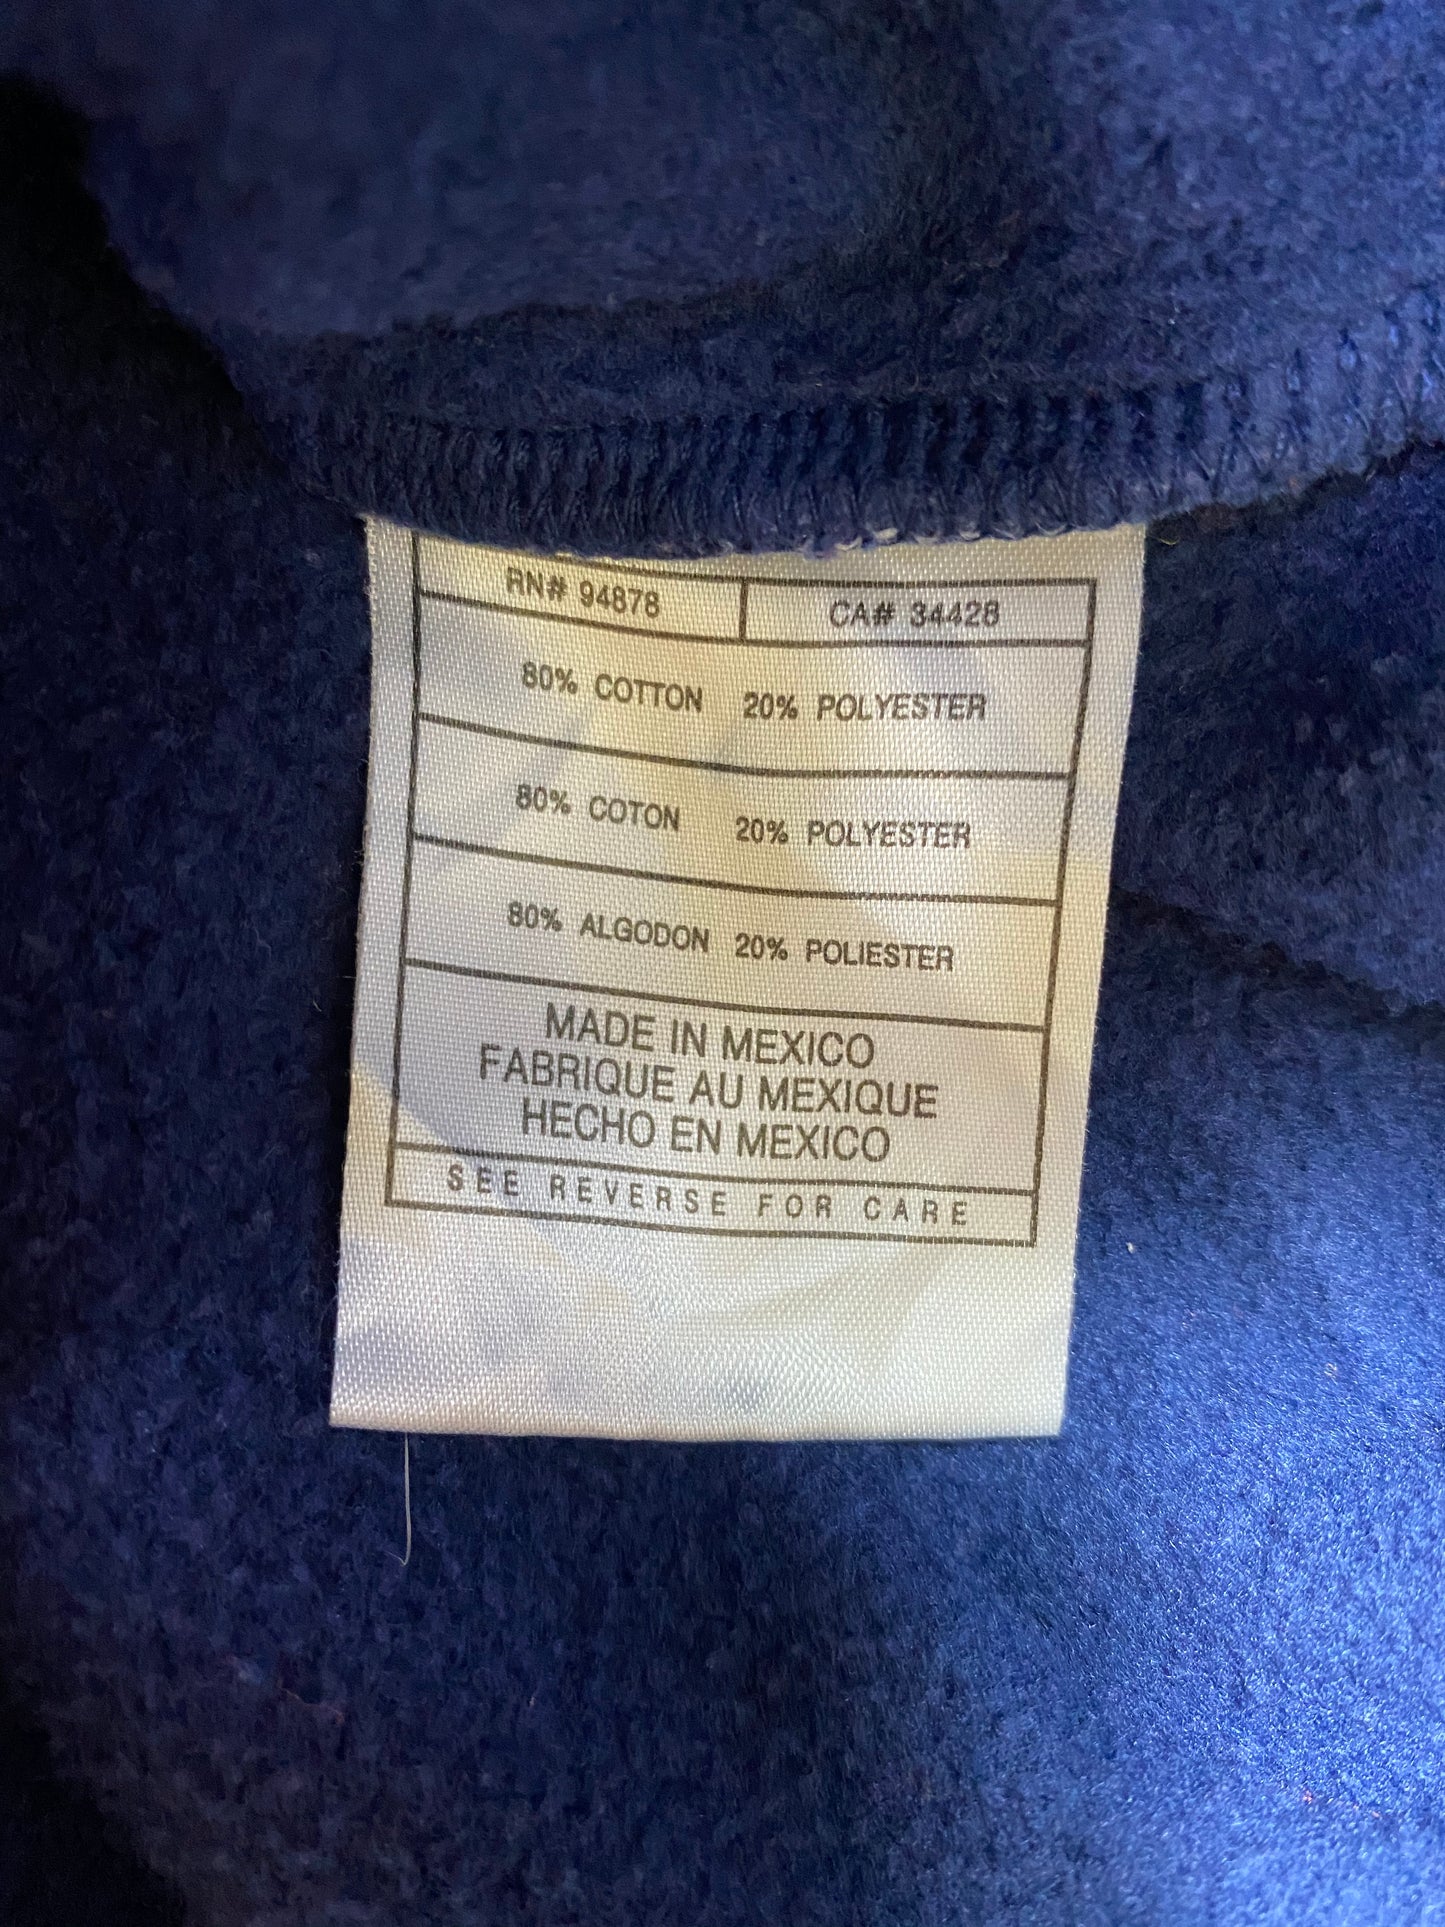 RN# 94878 CA# 34428
80% COTTON 20% POLYESTER
80% COTON 20% POLYESTER
80% ALGODON 20% POLIESTER
MADE IN MEXICO
FABRIQUE AU MEXIQUE
HECHO EN MEXICO
SEE REVERSE FOR CARE